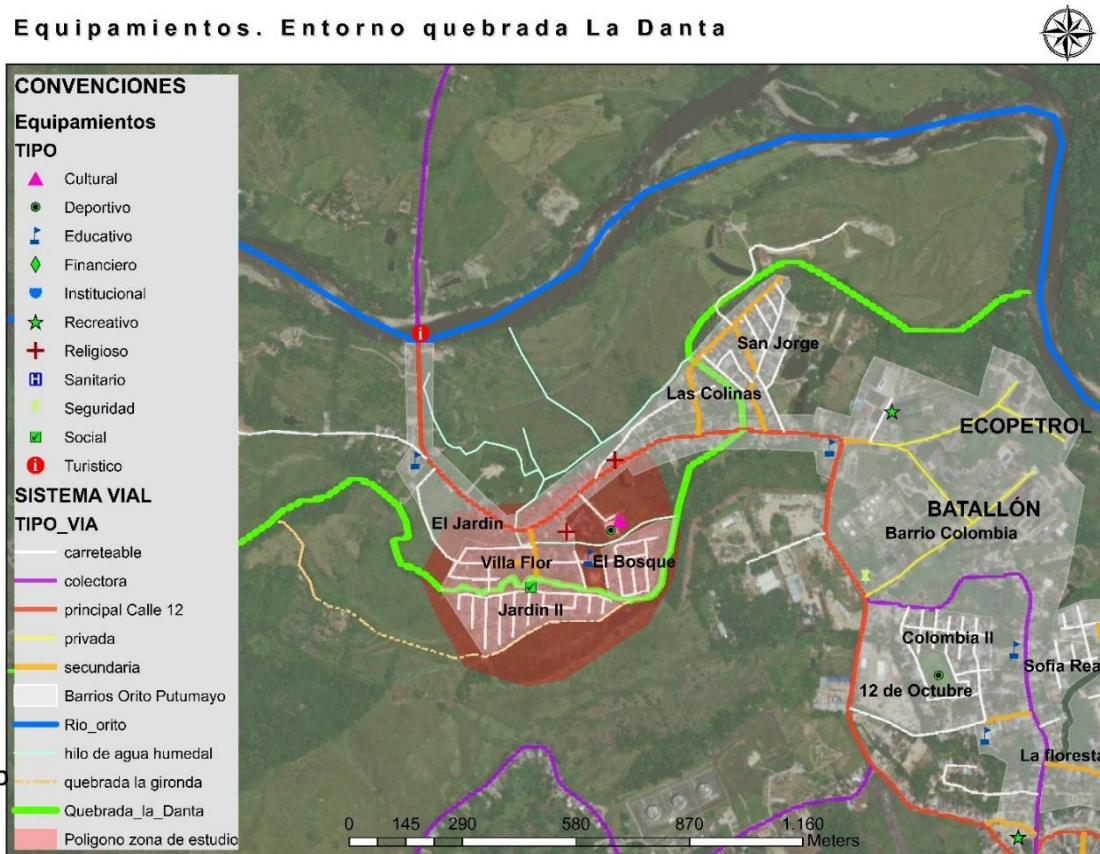 Equipamientos. Entorno quebrada La Danta
CONVENCIONES
Equipamientos
TIPO
Cultural
Deportivo
Educativo
Financiero
Institucional
Recreativo
Religioso
Sanitario
Seguridad
Social
Turistico
SISTEMA VIAL
TIPO_VIA
carreteable
colectora
principal Calle 12
privada
secundaria
Barrios Orito Putumayo
Rio_orito
hilo de agua humedal
quebrada la gironda
Quebrada_la_Danta
Poligono zona de estudio
San Jorge
Las Colinas
ECOPETROL
BATALLÓN
Barrio Colombia
El Jardin
Villa Flor
El Bosque
Jardin II
Colombia II
Sofia Rea
12 de Octubre
La floresta
0 145 290 580 870 1.160
Meters